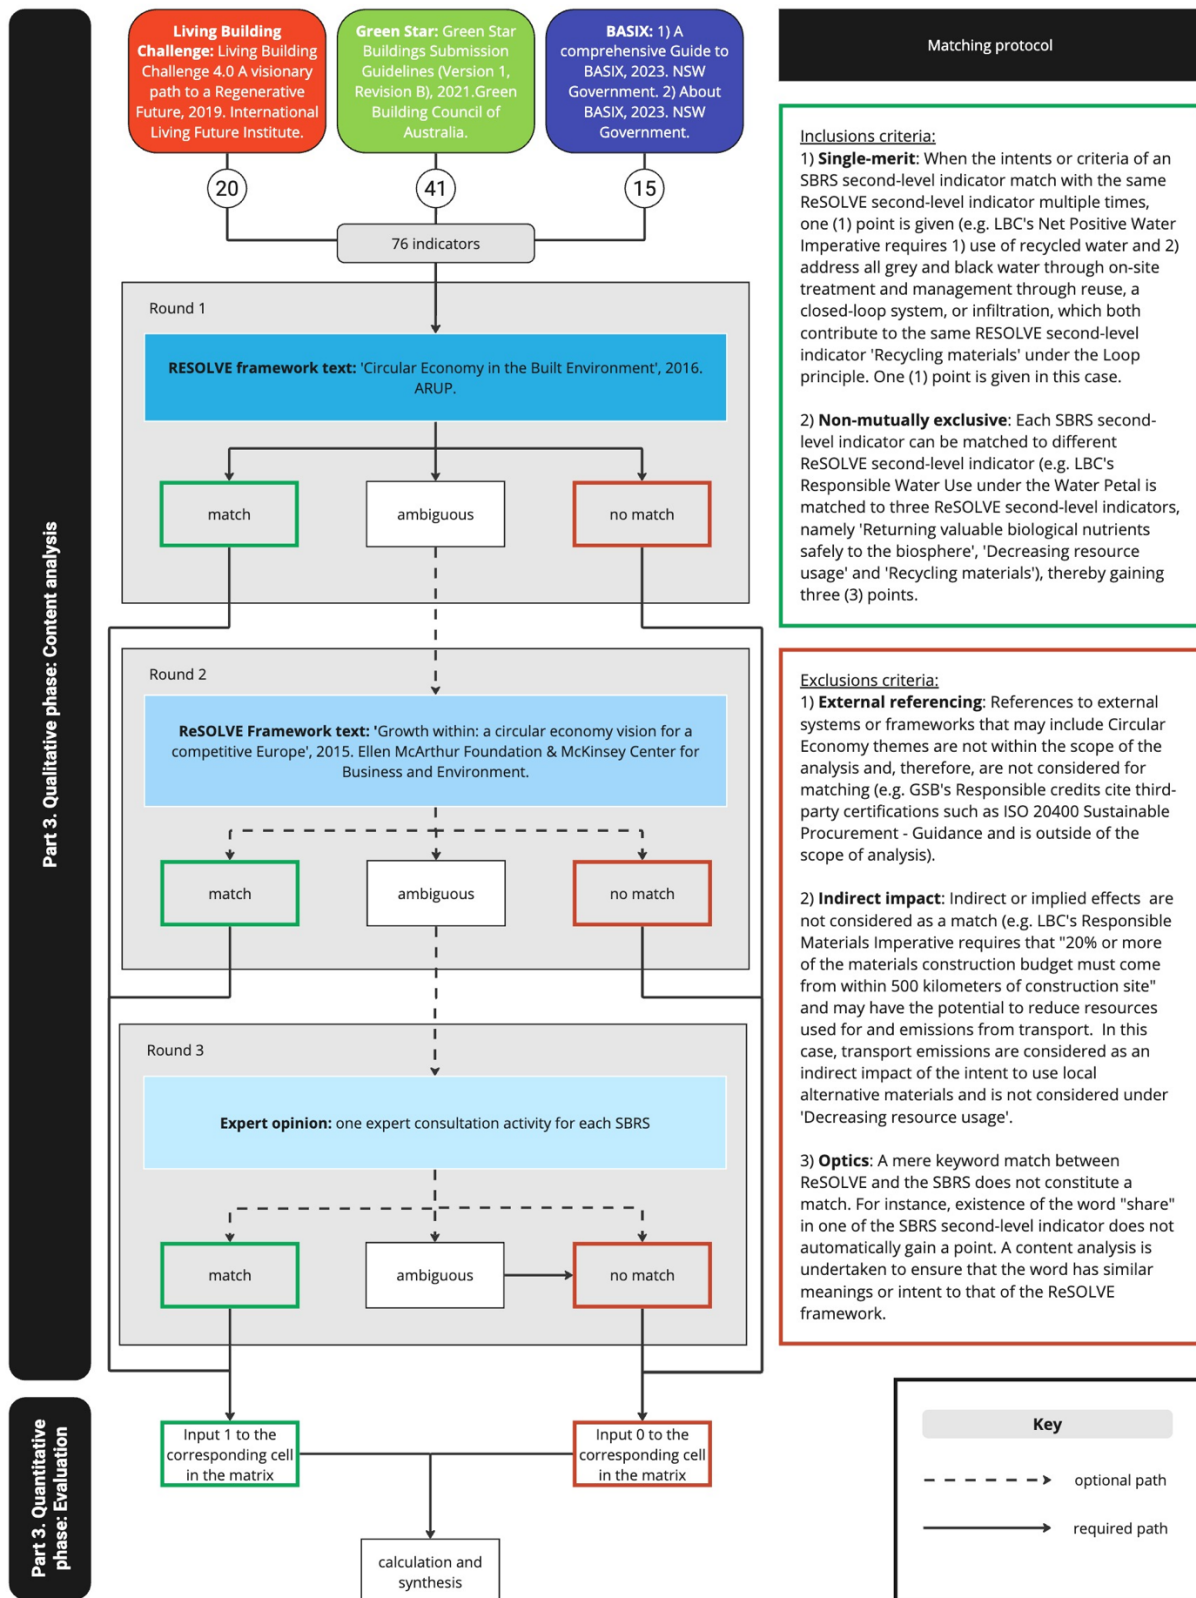 Living Building
Challenge: Living Building
Challenge 4.0 A visionary
path to a Regenerative
Future, 2019. International
Living Future Institute.
Green Star: Green Star
Buildings Submission
Guidelines (Version 1,
Revision B), 2021.Green
Building Council of
Australia.
BASIX: 1) A
comprehensive Guide to
BASIX, 2023. NSW
Government. 2) About
BASIX, 2023. NSW
Government.
20
41
15
76 indicators
Part 3. Qualitative phase: Content analysis
Round 1
RESOLVE framework text: 'Circular Economy in the Built Environment', 2016.
ARUP.
match
ambiguous
no match
Round 2
ReSOLVE Framework text: 'Growth within: a circular economy vision for a
competitive Europe', 2015. Ellen McArthur Foundation & McKinsey Center for
Business and Environment.
match
ambiguous
no match
Round 3
Expert opinion: one expert consultation activity for each SBRS
match
ambiguous
no match
Part 3. Quantitative
phase: Evaluation
Input 1 to the
corresponding cell
in the matrix
Input 0 to the
corresponding cell
in the matrix
calculation and
synthesis
Matching protocol
Inclusions criteria:
1) Single-merit: When the intents or criteria of an
SBRS second-level indicator match with the same
ReSOLVE second-level indicator multiple times,
one (1) point is given (e.g. LBC's Net Positive Water
Imperative requires 1) use of recycled water and 2)
address all grey and black water through on-site
treatment and management through reuse, a
closed-loop system, or infiltration, which both
contribute to the same RESOLVE second-level
indicator 'Recycling materials' under the Loop
principle. One (1) point is given in this case.
2) Non-mutually exclusive: Each SBRS second-
level indicator can be matched to different
ReSOLVE second-level indicator (e.g. LBC's
Responsible Water Use under the Water Petal is
matched to three ReSOLVE second-level indicators,
namely 'Returning valuable biological nutrients
safely to the biosphere', 'Decreasing resource
usage' and 'Recycling materials'), thereby gaining
three (3) points.
Exclusions criteria:
1) External referencing: References to external
systems or frameworks that may include Circular
Economy themes are not within the scope of the
analysis and, therefore, are not considered for
matching (e.g. GSB's Responsible credits cite third-
party certifications such as ISO 20400 Sustainable
Procurement - Guidance and is outside of the
scope of analysis).
2) Indirect impact: Indirect or implied effects are
not considered as a match (e.g. LBC's Responsible
Materials Imperative requires that "20% or more
of the materials construction budget must come
from within 500 kilometers of construction site"
and may have the potential to reduce resources
used for and emissions from transport. In this
case, transport emissions are considered as an
indirect impact of the intent to use local
alternative materials and is not considered under
'Decreasing resource usage'.
3) Optics: A mere keyword match between
ReSOLVE and the SBRS does not constitute a
match. For instance, existence of the word "share"
in one of the SBRS second-level indicator does not
automatically gain a point. A content analysis is
undertaken to ensure that the word has similar
meanings or intent to that of the ReSOLVE
framework.
Key
optional path
required path